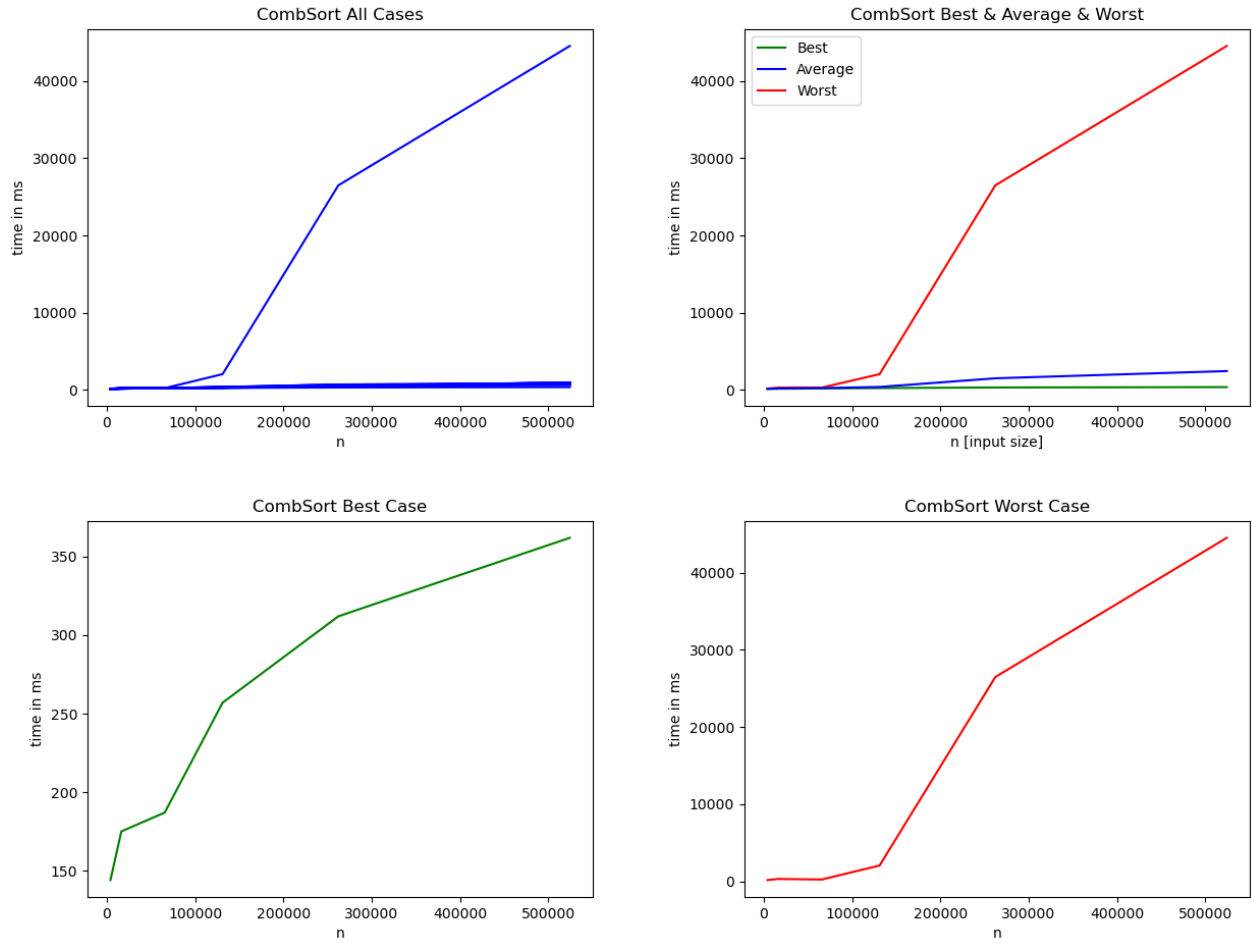 CombSort All Cases
time in ms
40000
30000
20000
10000
0
0 100000 200000 300000 400000 500000
n
CombSort Best & Average & Worst
Best
Average
Worst
time in ms
40000
30000
20000
10000
0
0 100000 200000 300000 400000 500000
n [input size]
CombSort Best Case
time in ms
350
300
250
200
150
0 100000 200000 300000 400000 500000
n
CombSort Worst Case
time in ms
40000
30000
20000
10000
0
0 100000 200000 300000 400000 500000
n